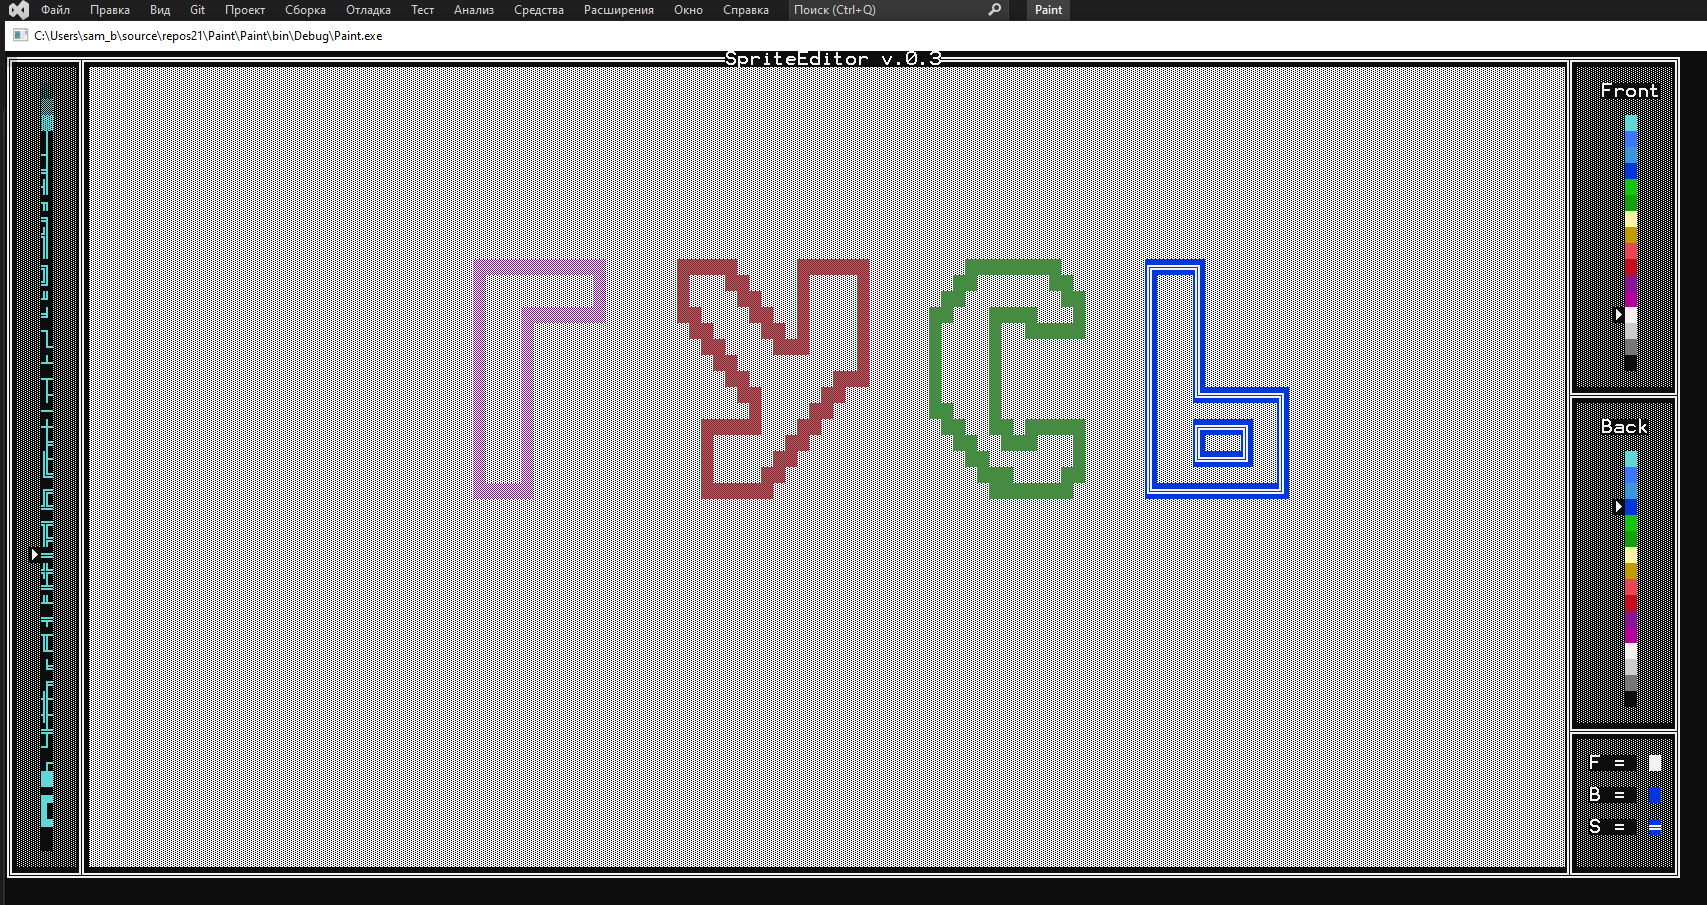 Файл Правка Вид Git Проект Сборка Отладка Тест Анализ Средства Расширения Окно Справка Поиск (Ctrl+Q) Paint
C:\Users\sam_b\source\repos21\Paint\Paint\bin\Debug\Paint.exe
SpriteEditor v.0.3
Front
гусь
Back
F =
B =
S =